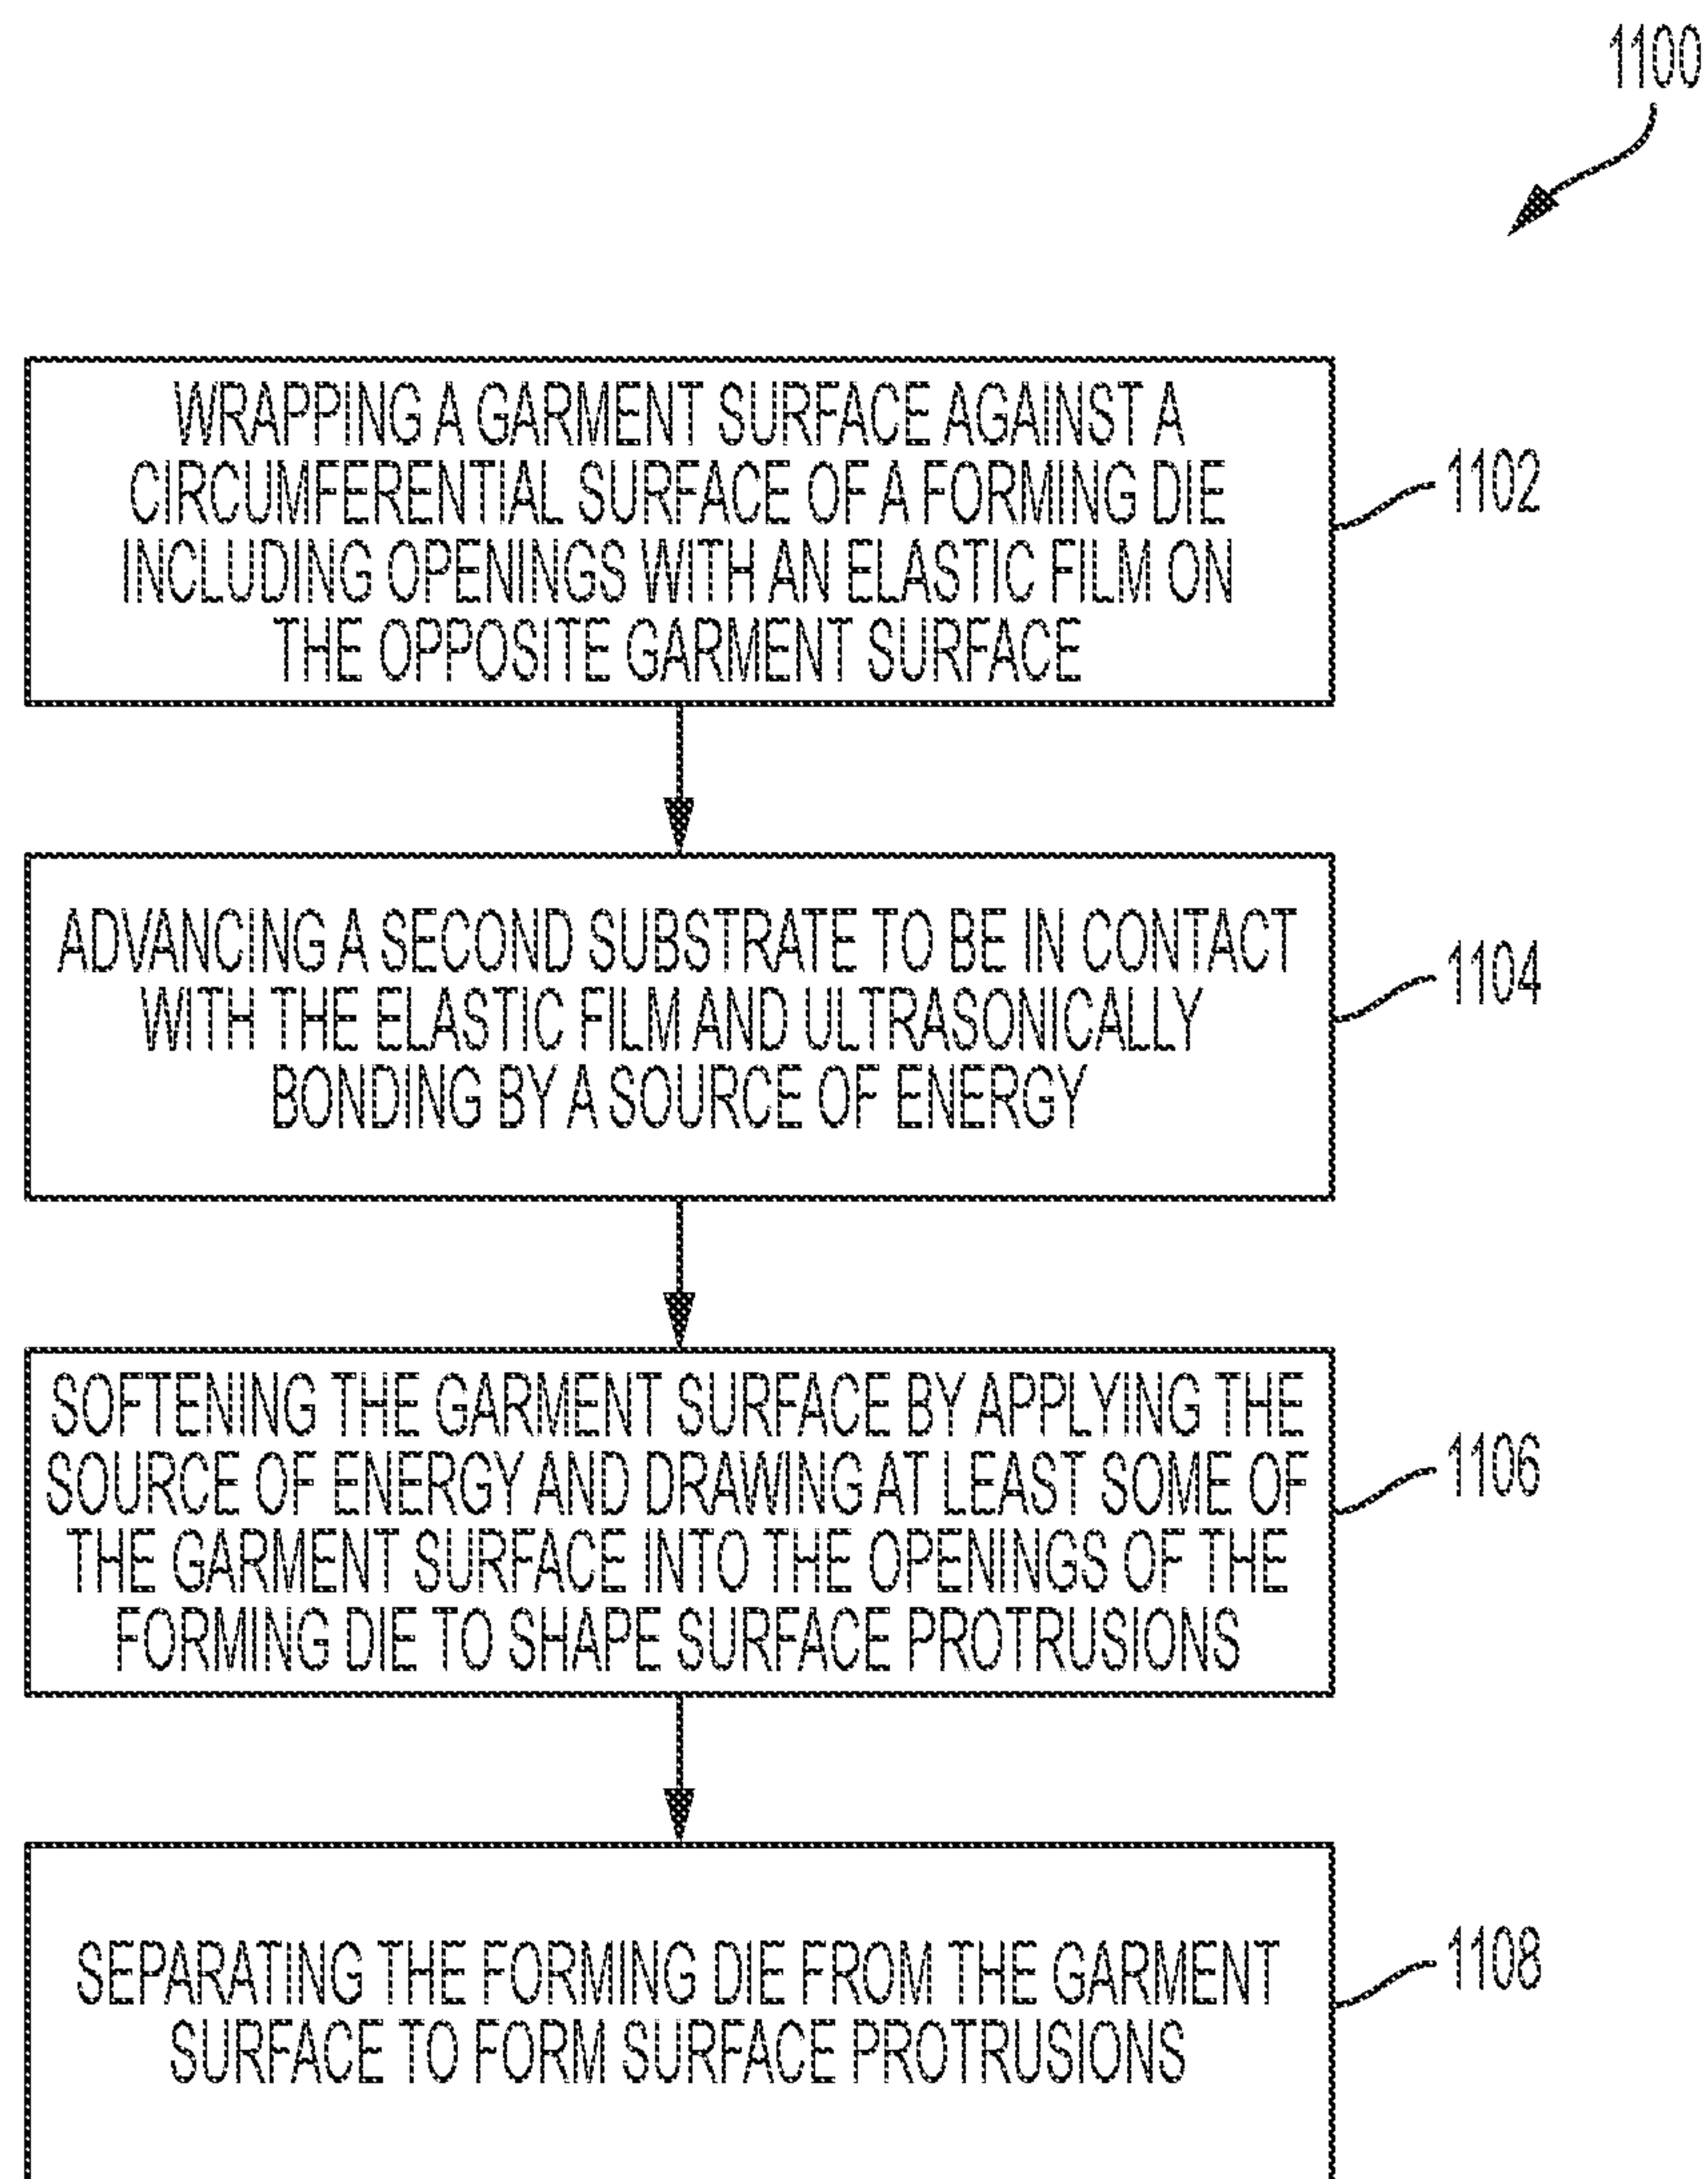 1100
WRAPPING A GARMENT SURFACE AGAINST A
CIRCUMFERENTIAL SURFACE OF A FORMING DIE
INCLUDING OPENINGS WITH AN ELASTIC FILM ON
THE OPPOSITE GARMENT SURFACE
1102
ADVANCING A SECOND SUBSTRATE TO BE IN CONTACT
WITH THE ELASTIC FILM AND ULTRASONICALLY
BONDING BY A SOURCE OF ENERGY
1104
SOFTENING THE GARMENT SURFACE BY APPLYING THE
SOURCE OF ENERGY AND DRAWING AT LEAST SOME OF
THE GARMENT SURFACE INTO THE OPENINGS OF THE
FORMING DIE TO SHAPE SURFACE PROTRUSIONS
1106
SEPARATING THE FORMING DIE FROM THE GARMENT
SURFACE TO FORM SURFACE PROTRUSIONS
1108